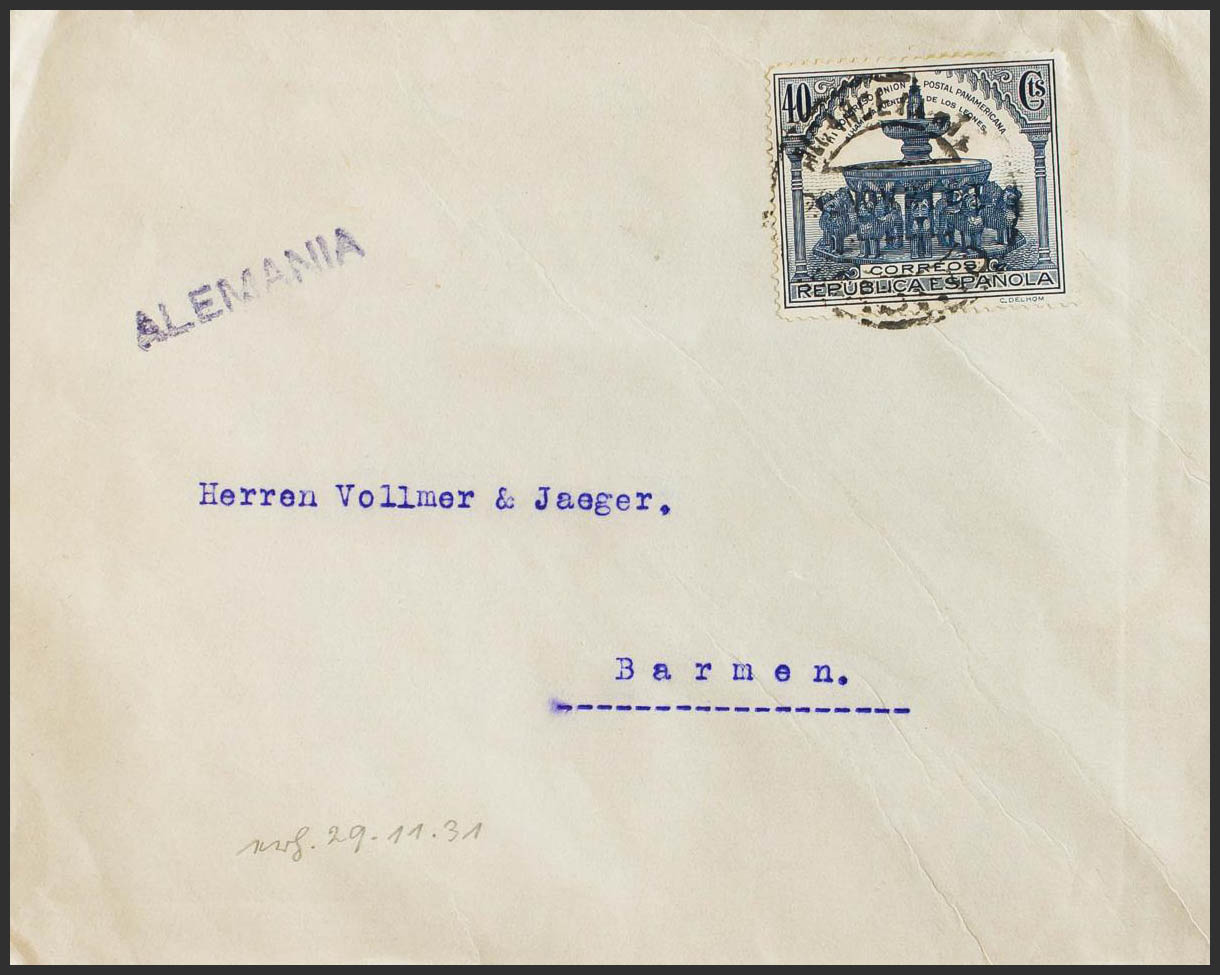 40 Cts
UNION POSTAL PANAMERICANA
DE LOS LEONES
CORREOS
REPÚBLICA ESPAÑOLA
C. DELHOM
ALEMANIA
Herren Vollmer & Jaeger.
Barmen.
29.11.31